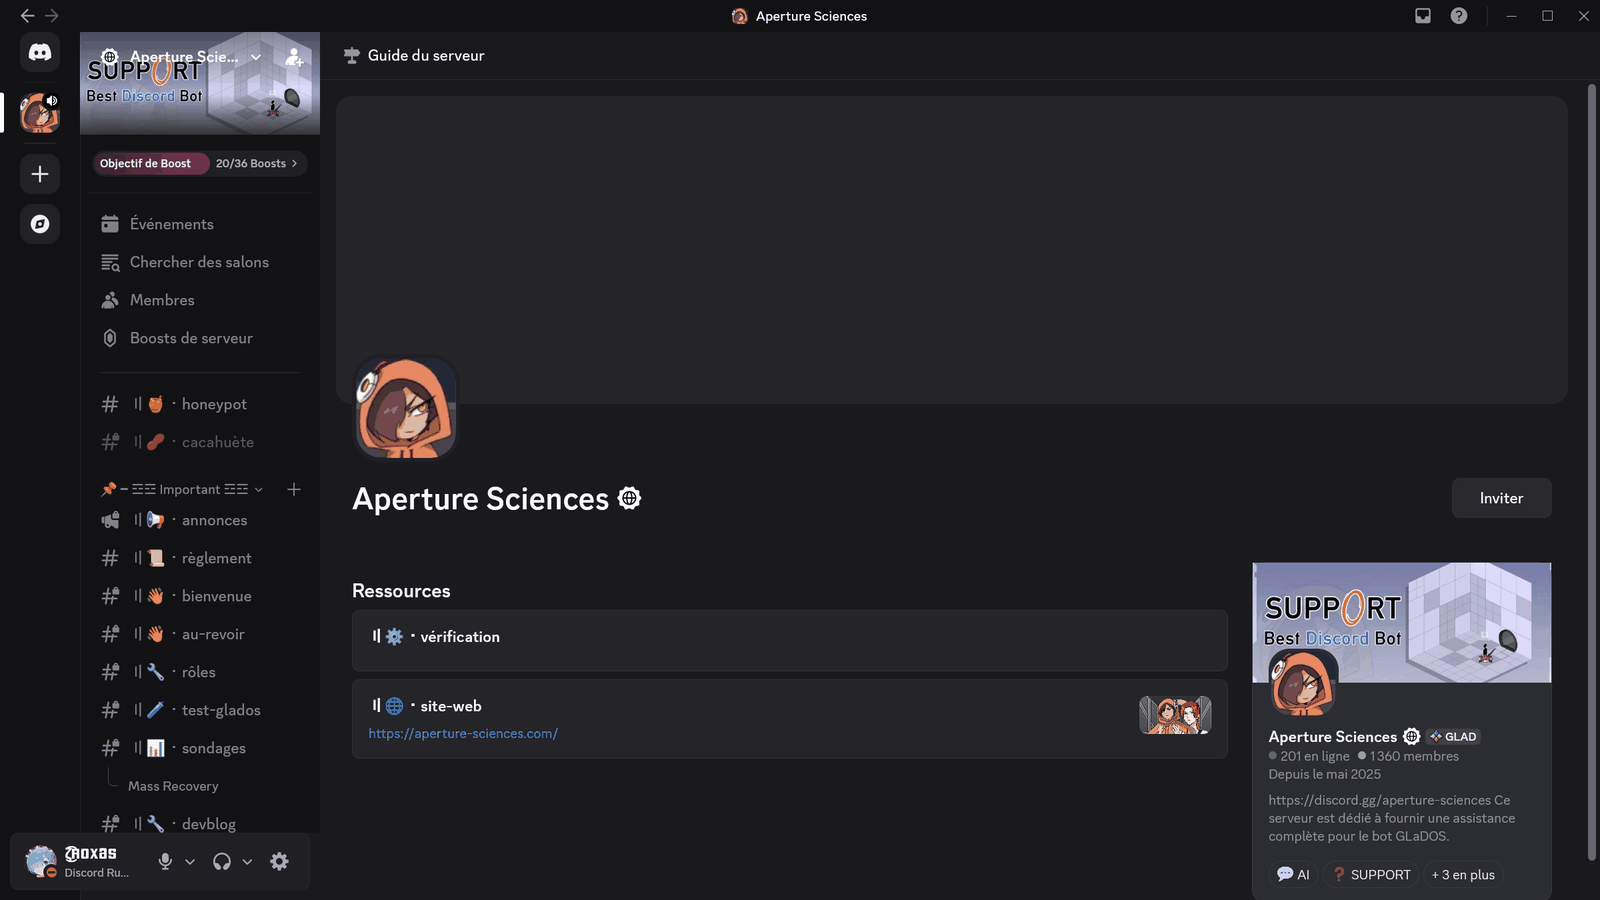 Aperture Sciences
Aperture Scie...
SUPPORT
Best Discord Bot
Objectif de Boost
20/36 Boosts
Événements
Chercher des salons
Membres
Boosts de serveur
honeypot
cacahuète
Important
annonces
règlement
bienvenue
au-revoir
rôles
test-glados
sondages
Mass Recovery
devblog
Discord Ru...
Guide du serveur
Aperture Sciences
Inviter
Ressources
vérification
site-web
https://aperture-sciences.com/
SUPPORT
Best Discord Bot
Aperture Sciences GLAD
201 en ligne 1360 membres
Depuis le mai 2025
https://discord.gg/aperture-sciences Ce
serveur est dédié à fournir une assistance
complète pour le bot GLaDOS.
AI
SUPPORT
+ 3 en plus